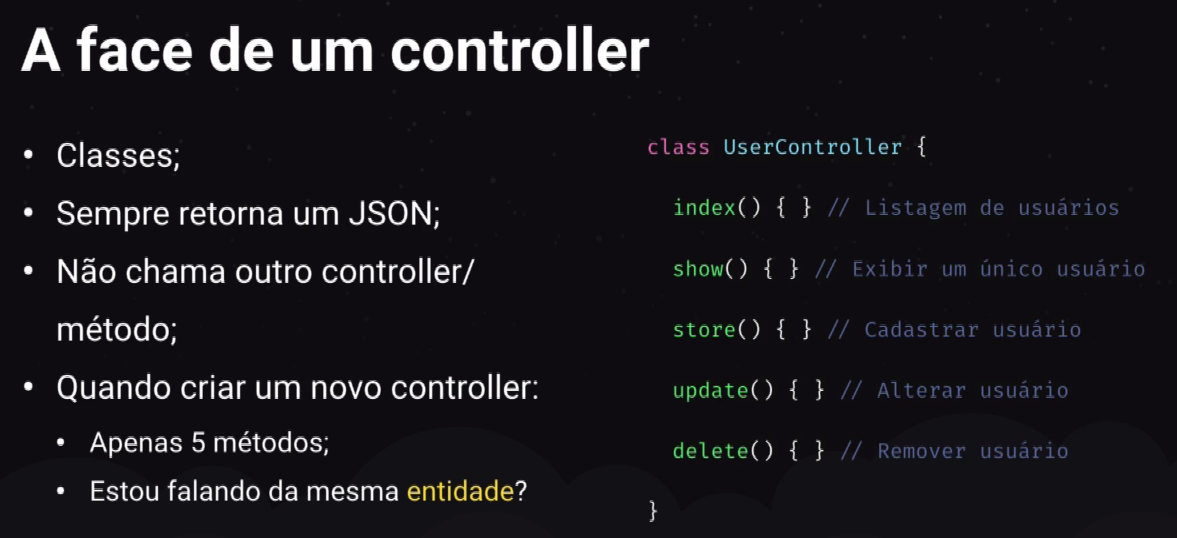 A face de um controller
• Classes;
• Sempre retorna um JSON;
• Não chama outro controller/
método;
• Quando criar um novo controller:
• Apenas 5 métodos;
• Estou falando da mesma entidade?
class UserController {
index() { } // Listagem de usuários
show() { } // Exibir um único usuário
store() { } // Cadastrar usuário
update() { } // Alterar usuário
delete() { } // Remover usuário
}